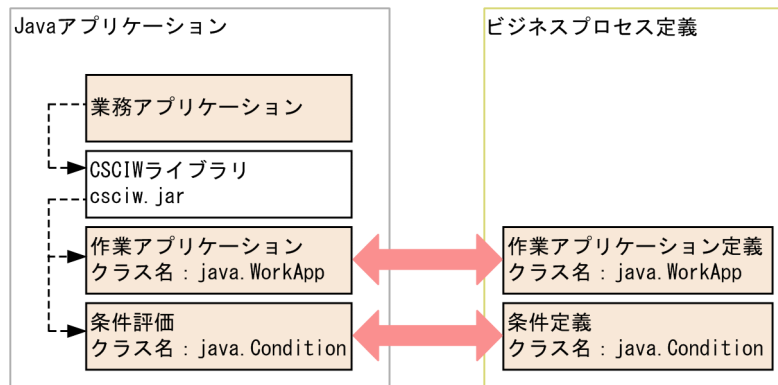 Javaアプリケーション
業務アプリケーション
CSCIWライブラリ
csciw.jar
作業アプリケーション
クラス名：java.WorkApp
条件評価
クラス名：java.Condition
ビジネスプロセス定義
作業アプリケーション定義
クラス名：java.WorkApp
条件定義
クラス名：java.Condition